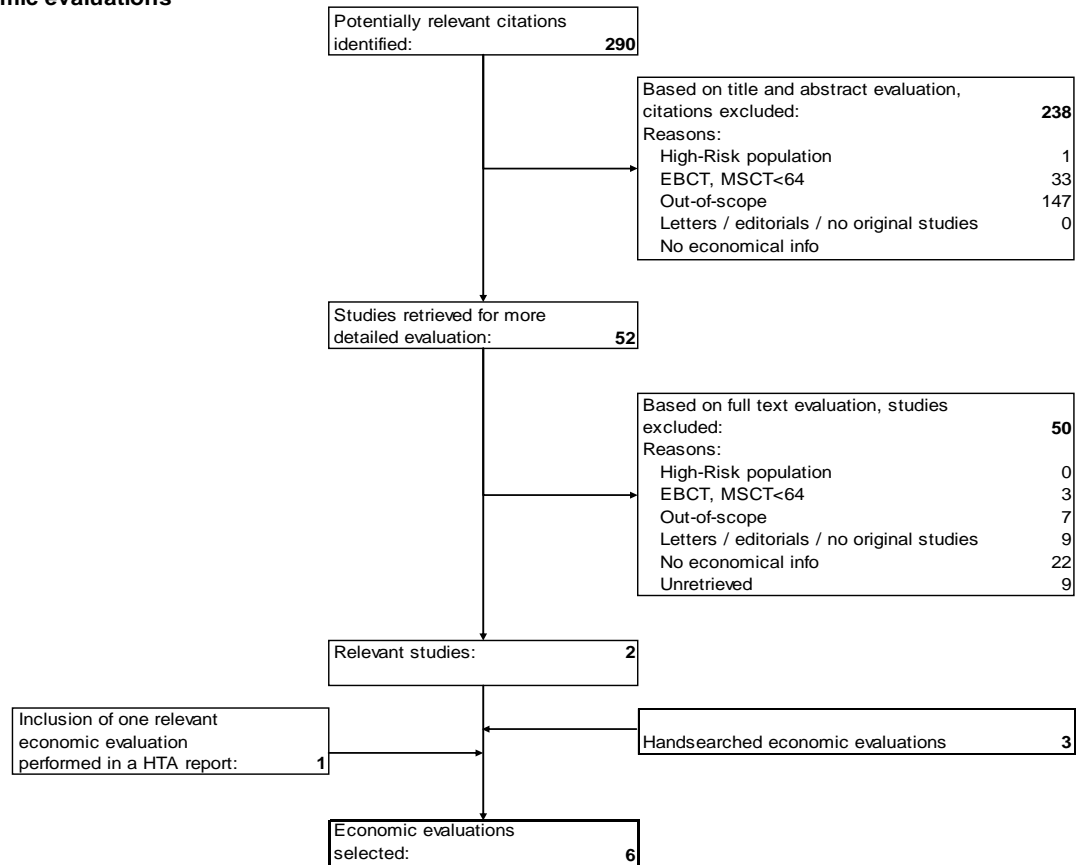 mic evaluations
Potentially relevant citations
identified: 290
Based on title and abstract evaluation,
citations excluded: 238
Reasons:
High-Risk population 1
EBCT, MSCT<64 33
Out-of-scope 147
Letters / editorials / no original studies 0
No economical info
Studies retrieved for more
detailed evaluation: 52
Based on full text evaluation, studies
excluded: 50
Reasons:
High-Risk population 0
EBCT, MSCT<64 3
Out-of-scope 7
Letters / editorials / no original studies 9
No economical info 22
Unretrieved 9
Relevant studies: 2
Inclusion of one relevant
economic evaluation
performed in a HTA report: 1
Handsearched economic evaluations 3
Economic evaluations
selected: 6